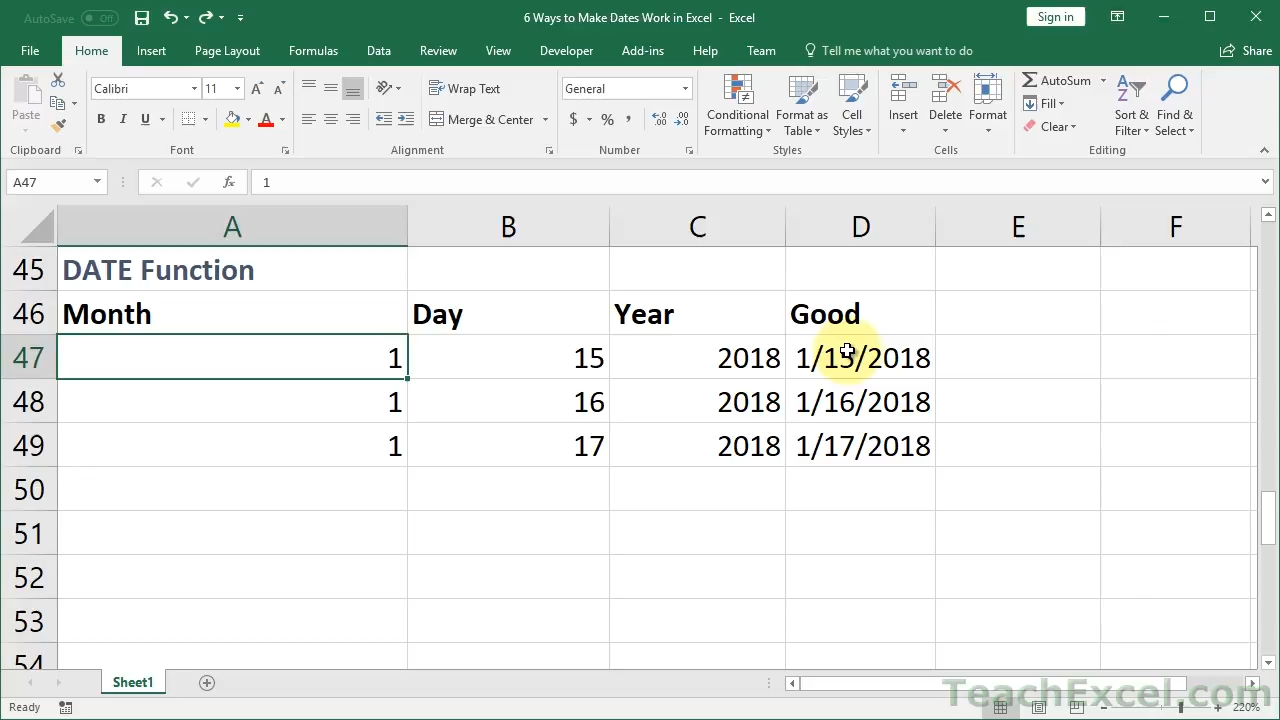 AutoSave Off 6 Ways to Make Dates Work in Excel - Excel Sign in
File Home Insert Page Layout Formulas Data Review View Developer Add-ins Help Team Tell me what you want to do Share
Calibri 11 Wrap Text General AutoSum
Paste B I U Merge & Center $ % , Conditional Formatting Format as Table Cell Styles Insert Delete Format Fill Clear Sort & Filter Find & Select
Clipboard Font Alignment Number Styles Cells Editing
A47 fx 1
A B C D E F
45 DATE Function
46 Month Day Year Good
47 1 15 2018 1/15/2018
48 1 16 2018 1/16/2018
49 1 17 2018 1/17/2018
50
51
52
53
54
Sheet1
TeachExcel.com
Ready 220%